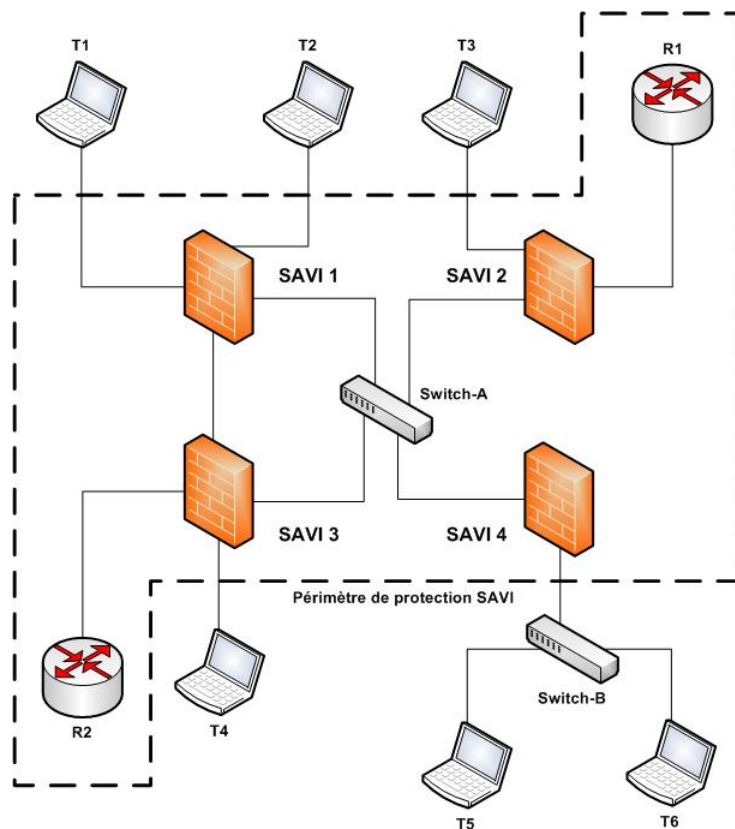 T1
T2
T3
R1
SAVI 1
SAVI 2
Switch-A
SAVI 3
SAVI 4
Périmètre de protection SAVI
R2
T4
Switch-B
T5
T6